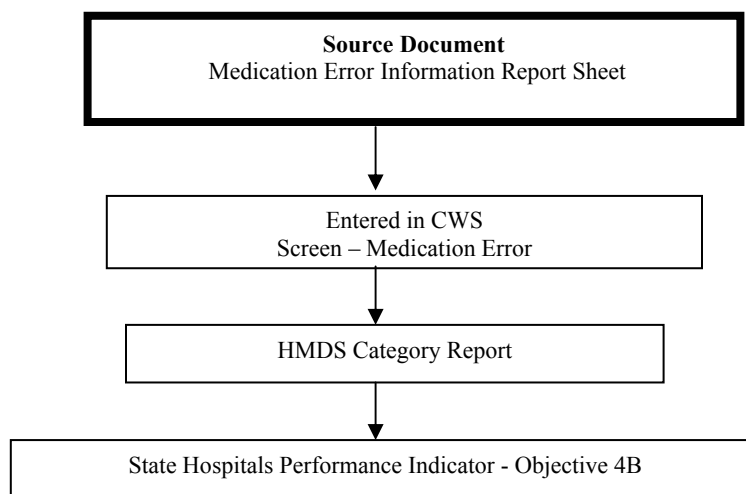 Source Document
Medication Error Information Report Sheet
Entered in CWS
Screen – Medication Error
HMDS Category Report
State Hospitals Performance Indicator - Objective 4B